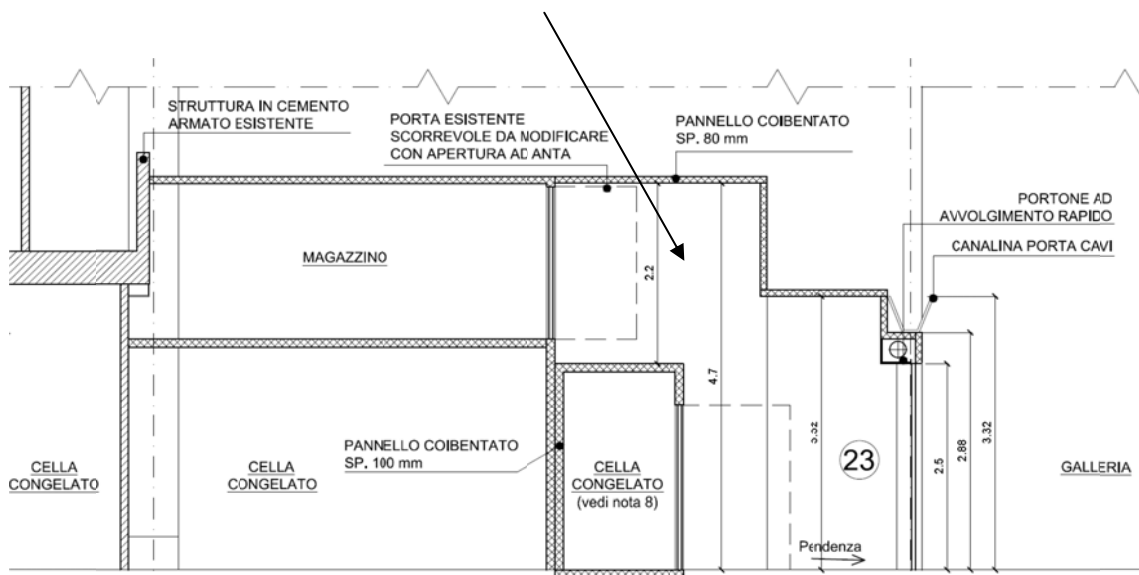 STRUTTURA IN CEMENTO
ARMATO ESISTENTE
PORTA ESISTENTE
SCORREVOLE DA NODIFICARE
CON APERTURA AD ANTA
PANNELLO COIBENTATO
SP. 80 mm
PORTONE AD
AVVOLGIMENTO RAPIDO
CANALINA PORTA CAVI
MAGAZZINO
2.2
4.7
3.32
2.88
2.5
PANNELLO COIBENTATO
SP. 100 mm
CELLA
CONGELATO
CELLA
CONGELATO
CELLA
CONGELATO
(vedi nota 8)
23
GALLERIA
Pendenza